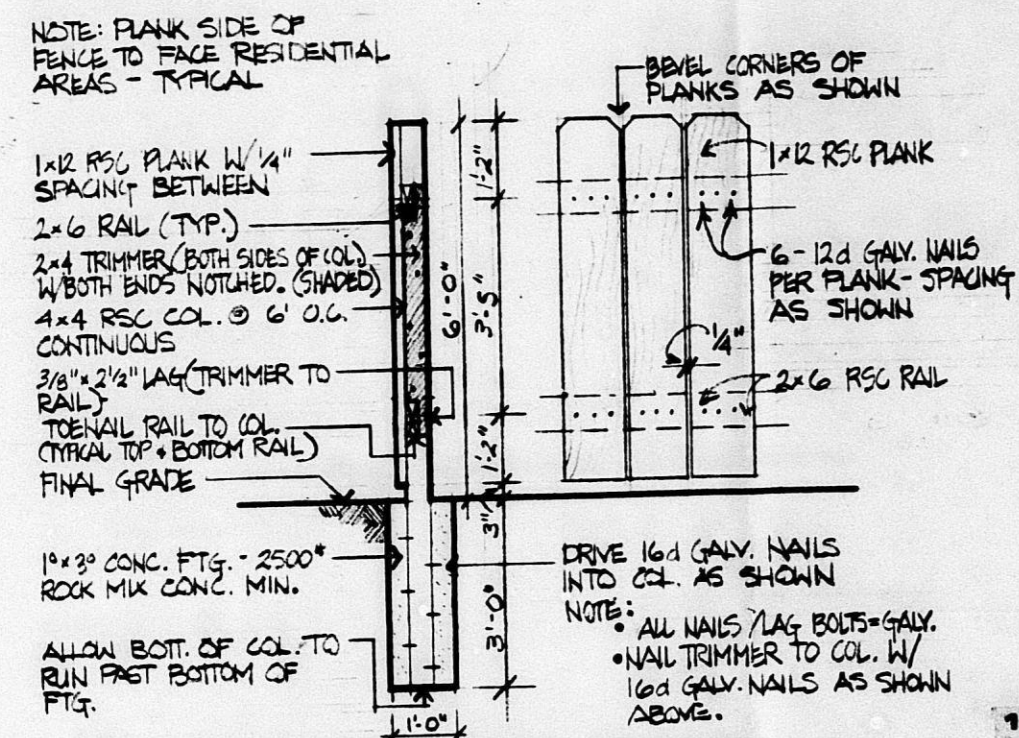 NOTE: PLANK SIDE OF
FENCE TO FACE RESIDENTIAL
AREAS - TYPICAL
1x12 RSC PLANK W/ 1/4"
SPACING BETWEEN
2x6 RAIL (TYP.)
2x4 TRIMMER (BOTH SIDES OF COL.)
W/BOTH ENDS NOTCHED. (SHADED)
4x4 RSC COL. @ 6' O.C.
CONTINUOUS
3/8" x 2 1/2" LAG (TRIMMER TO
RAIL)
TOENAIL RAIL TO COL.
(TYPICAL TOP + BOTTOM RAIL)
FINAL GRADE
1° x 3° CONC. FTG. - 2500#
ROCK MIX CONC. MIN.
ALLOW BOTT. OF COL. TO
RUN PAST BOTTOM OF
FTG.
1'-0"
6'-0"
1'-2"
3'-5"
1'-2"
3"
3'-0"
BEVEL CORNERS OF
PLANKS AS SHOWN
1x12 RSC PLANK
6 - 12d GALV. NAILS
PER PLANK - SPACING
AS SHOWN
1/4"
2x6 RSC RAIL
DRIVE 16d GALV. NAILS
INTO COL. AS SHOWN
NOTE:
• ALL NAILS / LAG BOLTS = GALV.
• NAIL TRIMMER TO COL. W/
16d GALV. NAILS AS SHOWN
ABOVE.
1